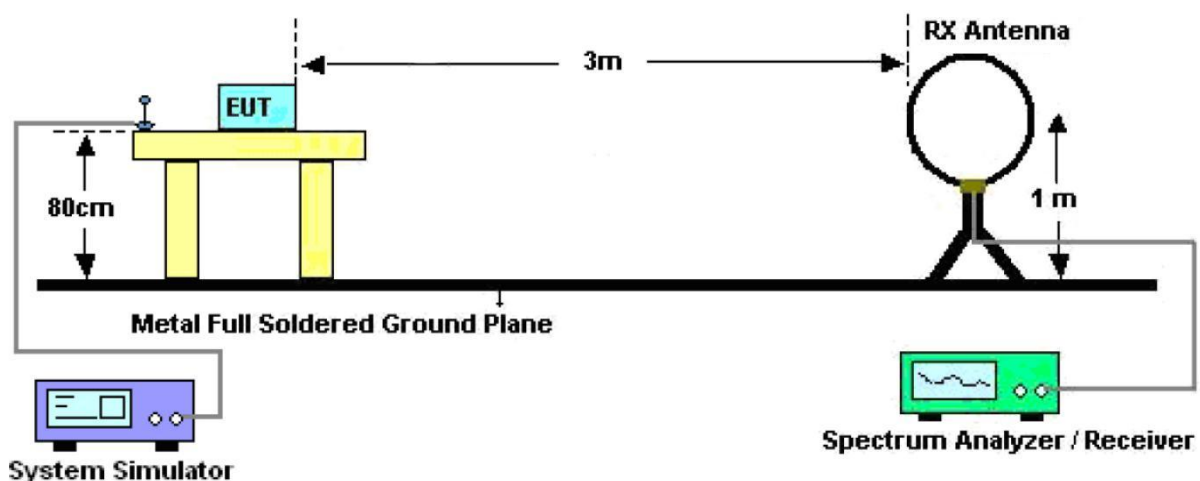 RX Antenna
3m
EUT
80cm
1 m
Metal Full Soldered Ground Plane
Spectrum Analyzer / Receiver
System Simulator